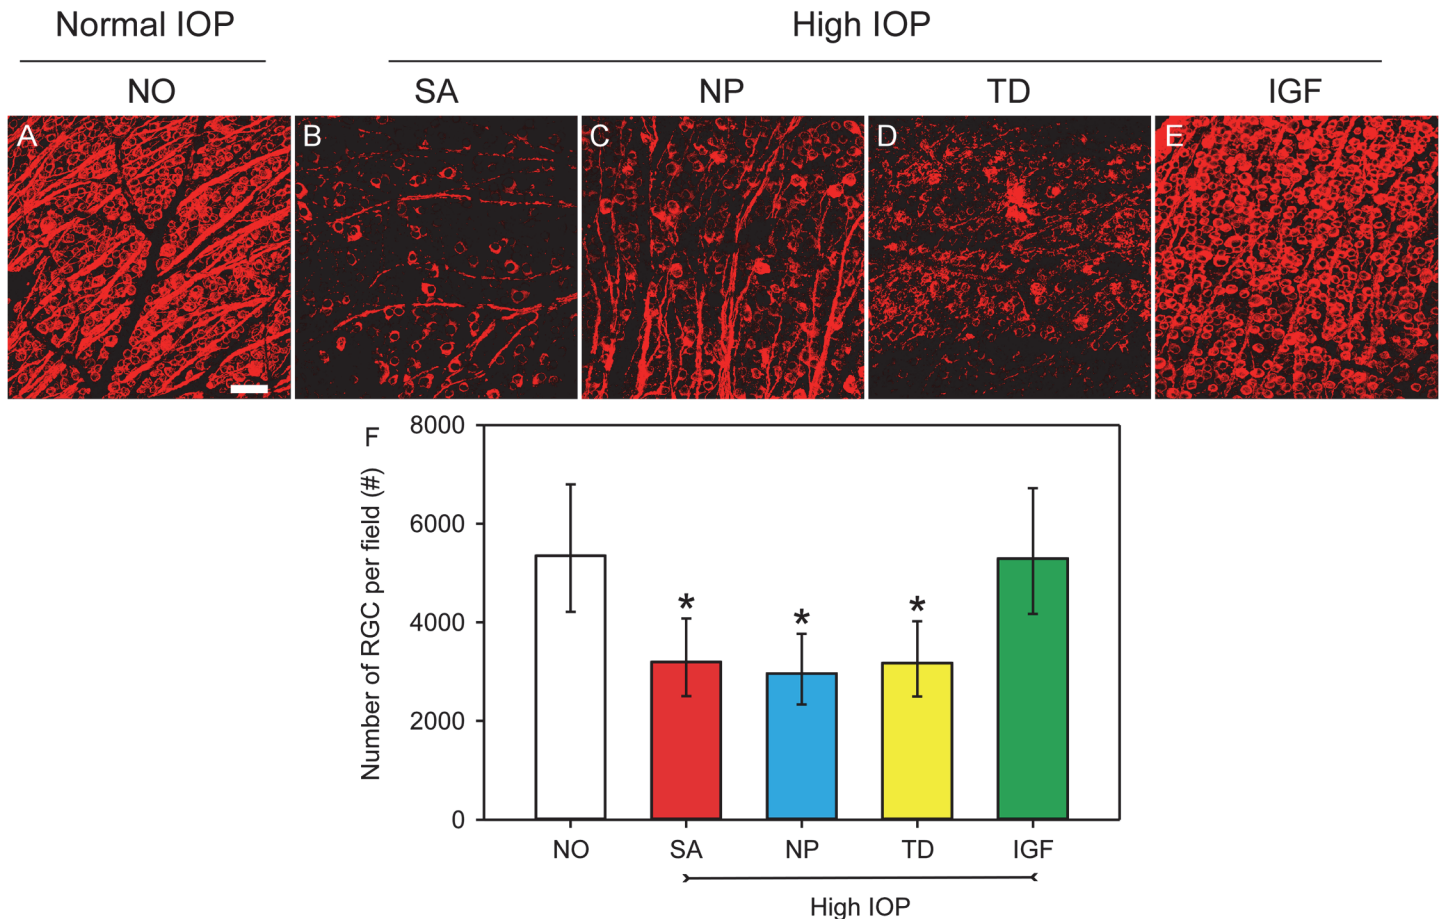 Normal IOP High IOP
NO SA NP TD IGF
A B C D E
F
Number of RGC per field (#)
8000
6000
4000
2000
0
* * *
NO SA NP TD IGF
High IOP